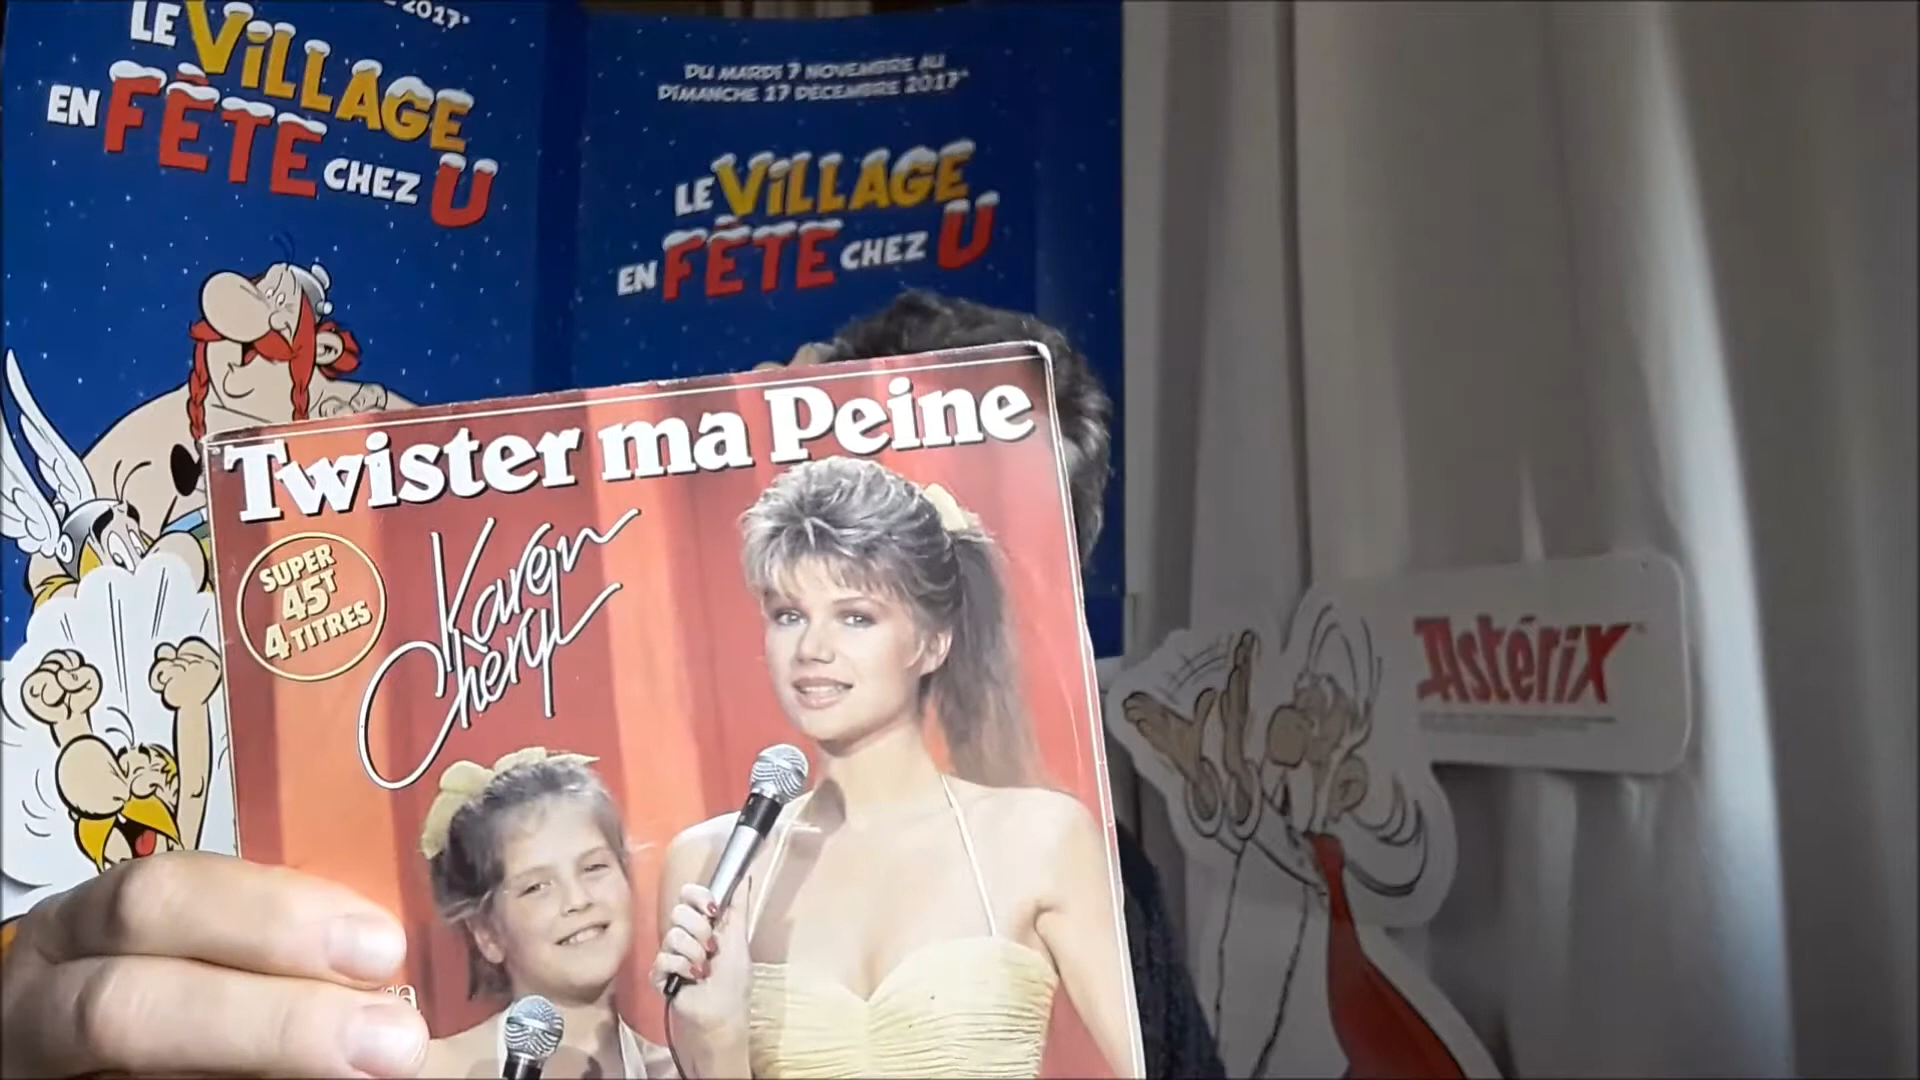 2017*
LE VILLAGE
EN FÊTE CHEZ U
DU MARDI 7 NOVEMBRE AU
DIMANCHE 17 DÉCEMBRE 2017*
LE VILLAGE
EN FÊTE CHEZ U
Twister ma Peine
SUPER
45T
4 TITRES
Karen
Cheryl
Astérix